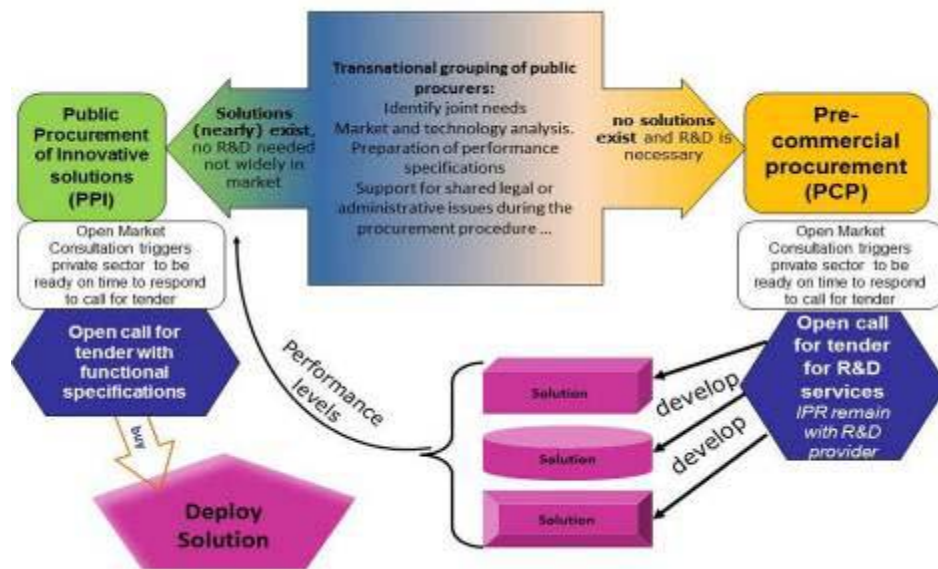 Transnational grouping of public
procurers:
Identify joint needs
Market and technology analysis.
Preparation of performance
specifications
Support for shared legal or
administrative issues during the
procurement procedure ...
Public
Procurement
of Innovative
solutions
(PPI)
Solutions
(nearly) exist,
no R&D needed
not widely in
market
no solutions
exist and R&D is
necessary
Pre-
commercial
procurement
(PCP)
Open Market
Consultation triggers
private sector to be
ready on time to respond
to call for tender
Open Market
Consultation triggers
private sector to be
ready on time to respond
to call for tender
Open call for
tender with
functional
specifications
Open call
for tender
for R&D
services
IPR remain
with R&D
provider
Performance
levels
Solution
develop
Solution
develop
Solution
buy
Deploy
Solution